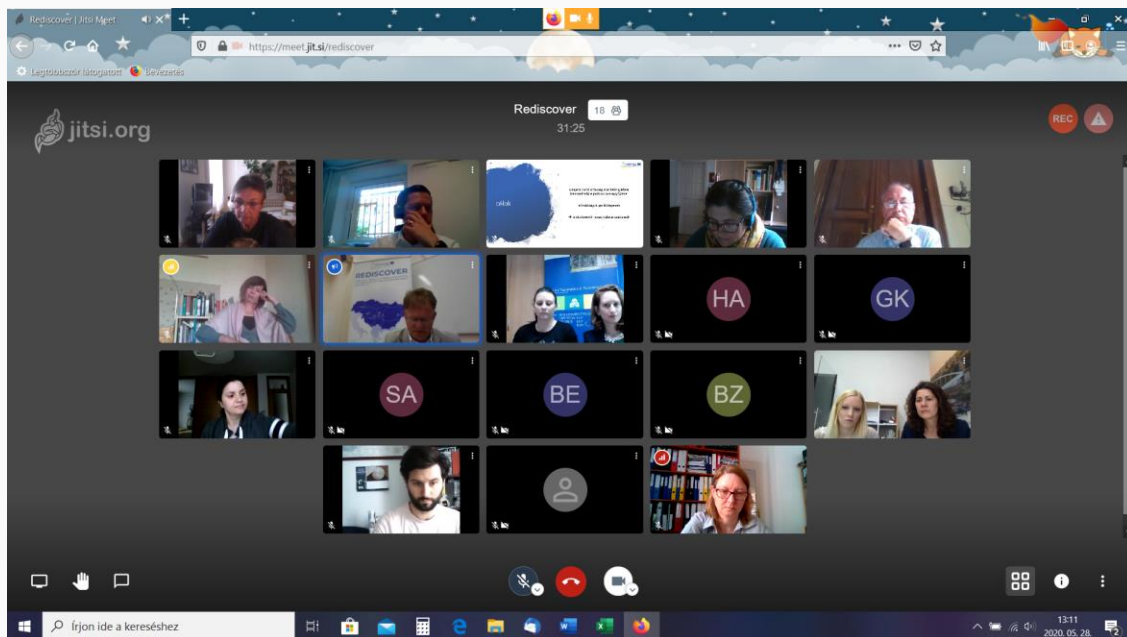 Rediscover | Jitsi Meet
https://meet.jit.si/rediscover
Legtöbbször látogatott
Bevezetés
jitsi.org
Rediscover 18
31:25
REC
célok
REDISCOVER
HA
GK
SA
BE
BZ
Írjon ide a kereséshez
13:11
2020. 05. 28.
2